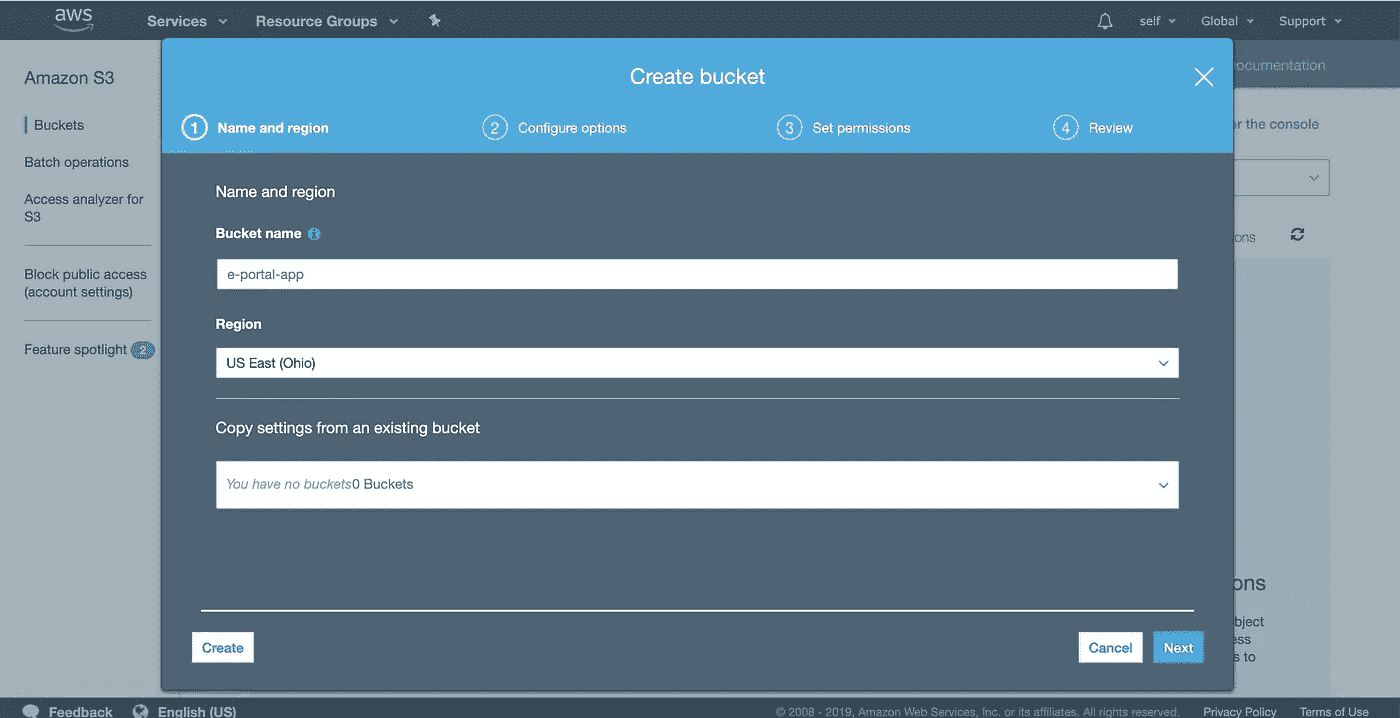 aws Services Resource Groups self Global Support
Amazon S3
Buckets
Batch operations
Access analyzer for
S3
Block public access
(account settings)
Feature spotlight 2
Create bucket
1 Name and region 2 Configure options 3 Set permissions 4 Review
Name and region
Bucket name
e-portal-app
Region
US East (Ohio)
Copy settings from an existing bucket
You have no buckets0 Buckets
Create Cancel Next
ocumentation
er the console
ons
ons
bject
ess
s to
Feedback English (US) © 2008 - 2019, Amazon Web Services, Inc. or its affiliates. All rights reserved. Privacy Policy Terms of Use